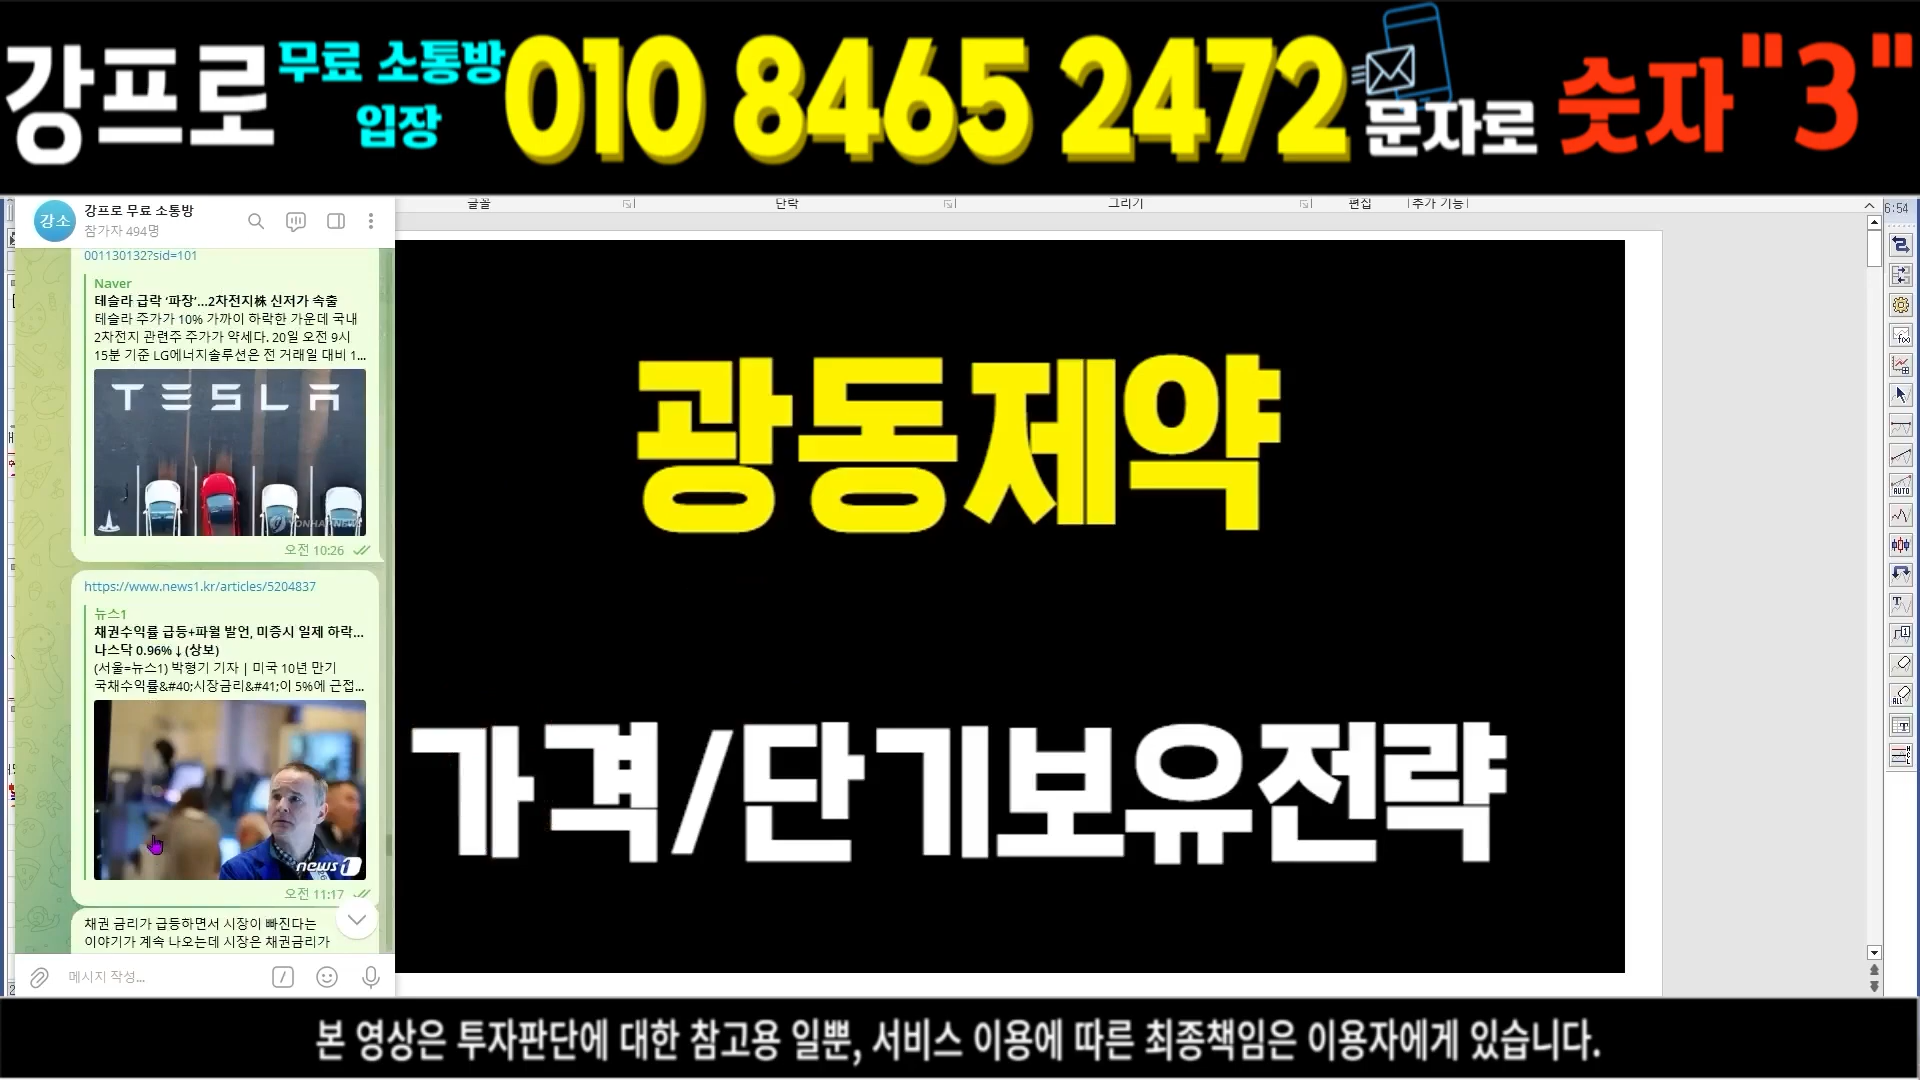 강프로
무료 소통방
입장
010 8465 2472
문자로
숫자"3"
강소
강프로 무료 소통방
참가자 494명
001130132?sid=101
Naver
테슬라 급락 '파장'...2차전지株 신저가 속출
테슬라 주가가 10% 가까이 하락한 가운데 국내
2차전지 관련주 주가가 약세다. 20일 오전 9시
15분 기준 LG에너지솔루션은 전 거래일 대비 1...
TESLA
YONHAPNEWS
오전 10:26
https://www.news1.kr/articles/5204837
뉴스1
채권수익률 급등+파월 발언, 미증시 일제 하락...
나스닥 0.96%↓(상보)
(서울=뉴스1) 박형기 기자 | 미국 10년 만기
국채수익률&#40;시장금리&#41;이 5%에 근접...
news1
오전 11:17
채권 금리가 급등하면서 시장이 빠진다는
이야기가 계속 나오는데 시장은 채권금리가
메시지 작성...
글꼴
단락
그리기
편집
추가 기능
6:54
광동제약
가격/단기보유전략
AUTO
ALL
본 영상은 투자판단에 대한 참고용 일뿐, 서비스 이용에 따른 최종책임은 이용자에게 있습니다.